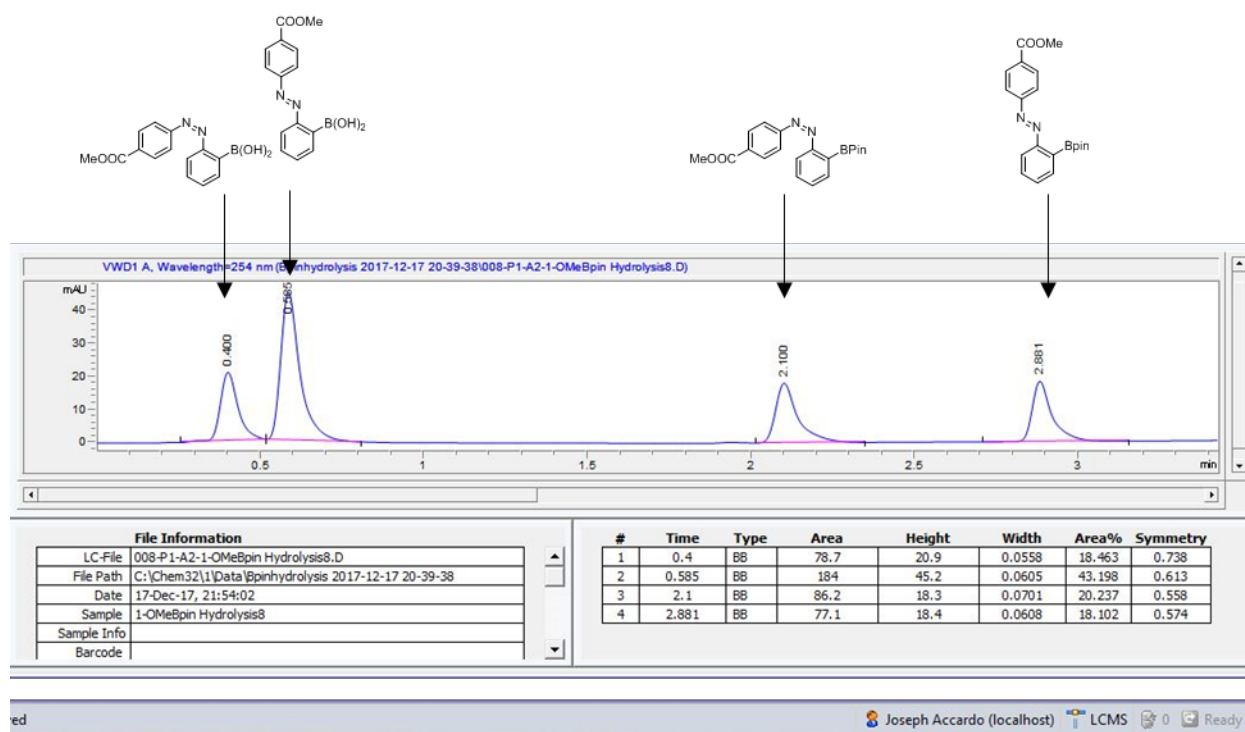 COOMe
N
N
B(OH)2
N
N
MeOOC
B(OH)2
N
N
MeOOC
BPin
COOMe
N
N
Bpin
VWD1 A, Wavelength=254 nm (Bpinhydrolysis 2017-12-17 20-39-38\008-P1-A2-1-OMeBpin Hydrolysis8.D)
mAU
40
30
20
10
0
0.400
0.585
2.100
2.881
0.5 1 1.5 2 2.5 3 min
File Information
LC-File 008-P1-A2-1-OMeBpin Hydrolysis8.D
File Path C:\Chem32\1\Data\Bpinhydrolysis 2017-12-17 20-39-38
Date 17-Dec-17, 21:54:02
Sample 1-OMeBpin Hydrolysis8
Sample Info
Barcode
# Time Type Area Height Width Area% Symmetry
1 0.4 BB 78.7 20.9 0.0558 18.463 0.738
2 0.585 BB 184 45.2 0.0605 43.198 0.613
3 2.1 BB 86.2 18.3 0.0701 20.237 0.558
4 2.881 BB 77.1 18.4 0.0608 18.102 0.574
red Joseph Accardo (localhost) LCMS 0 Ready